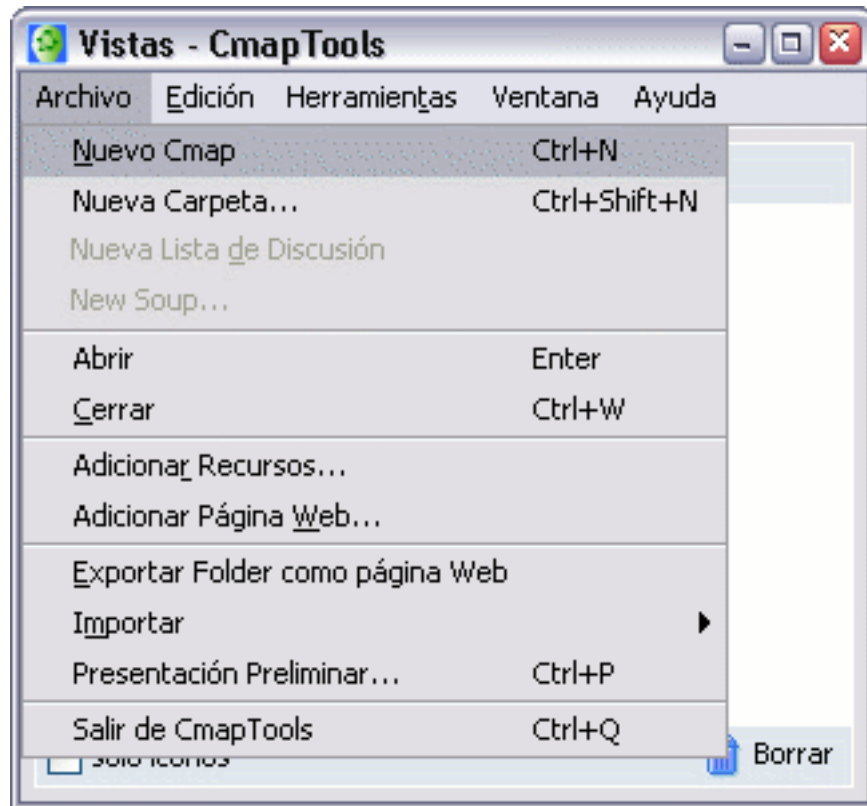 Vistas - CmapTools
Archivo Edición Herramientas Ventana Ayuda
Nuevo Cmap Ctrl+N
Nueva Carpeta... Ctrl+Shift+N
Nueva Lista de Discusión
New Soup...
Abrir Enter
Cerrar Ctrl+W
Adicionar Recursos...
Adicionar Página Web...
Exportar Folder como página Web
Importar
Presentación Preliminar... Ctrl+P
Salir de CmapTools Ctrl+Q
Borrar